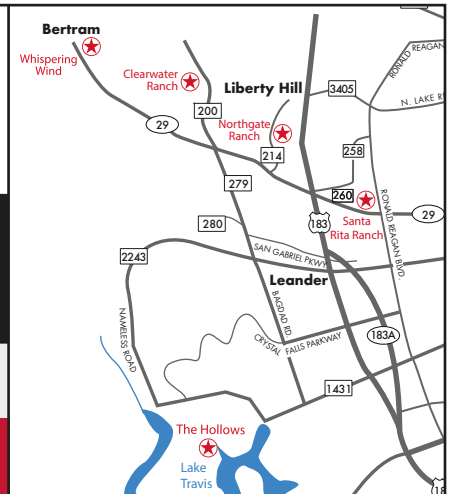 Bertram
Whispering
Wind
Clearwater
Ranch
Liberty Hill
RONALD REAGAN
3405
N. LAKE
200
29
Northgate
Ranch
214
258
279
260
Santa
Rita Ranch
29
280
183
RONALD REAGAN BLVD.
SAN GABRIEL PKWY
2243
Leander
NAMELESS ROAD
BAGDAD RD.
CRYSTAL FALLS PARKWAY
183A
1431
The Hollows
Lake
Travis